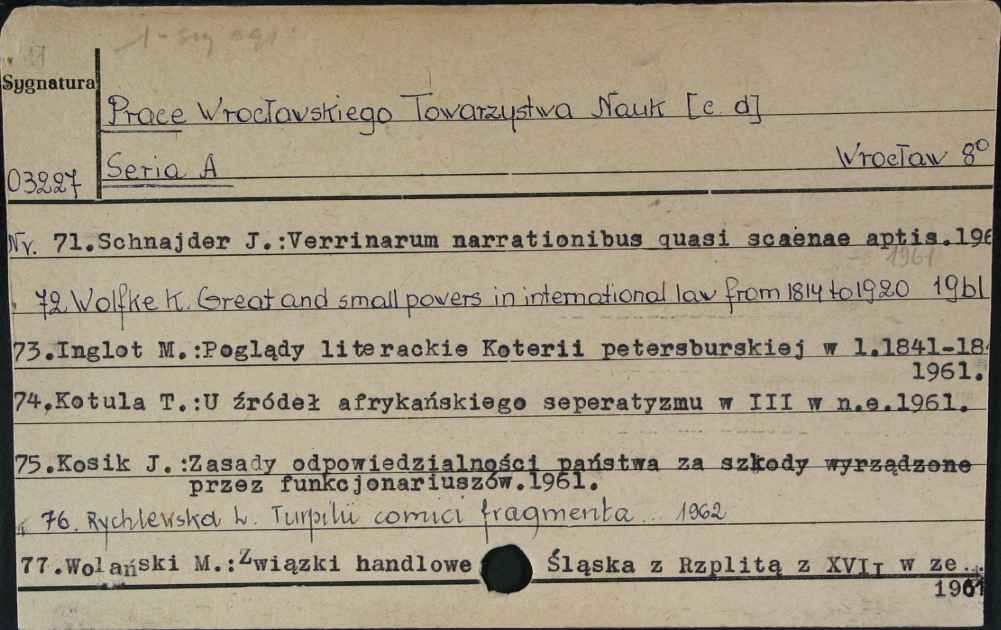 Sygnatura
Prace Wrocławskiego Towarzystwa Nauk [c. d]
03227 Seria A Wrocław 8°
Nr. 71.Schnajder J.:Verrinarum narrationibus quasi scaenae aptis.196
1961
72 Wolfke K. Great and small powers in international law from 1814 to 1920 1961
73.Inglot M.:Poglądy literackie Koterii petersburskiej w l.1841-184
1961.
74.Kotula T.:U źródeł afrykańskiego seperatyzmu w III w n.e.1961.
75.Kosik J.:Zasady odpowiedzialności państwa za szkody wyrządzone
przez funkcjonariuszów.1961.
76. Rychlewska L. Turpilii comici fragmenta ... 1962
77.Wolański M.:Związki handlowe Śląska z Rzplitą z XVII w ze..
1961